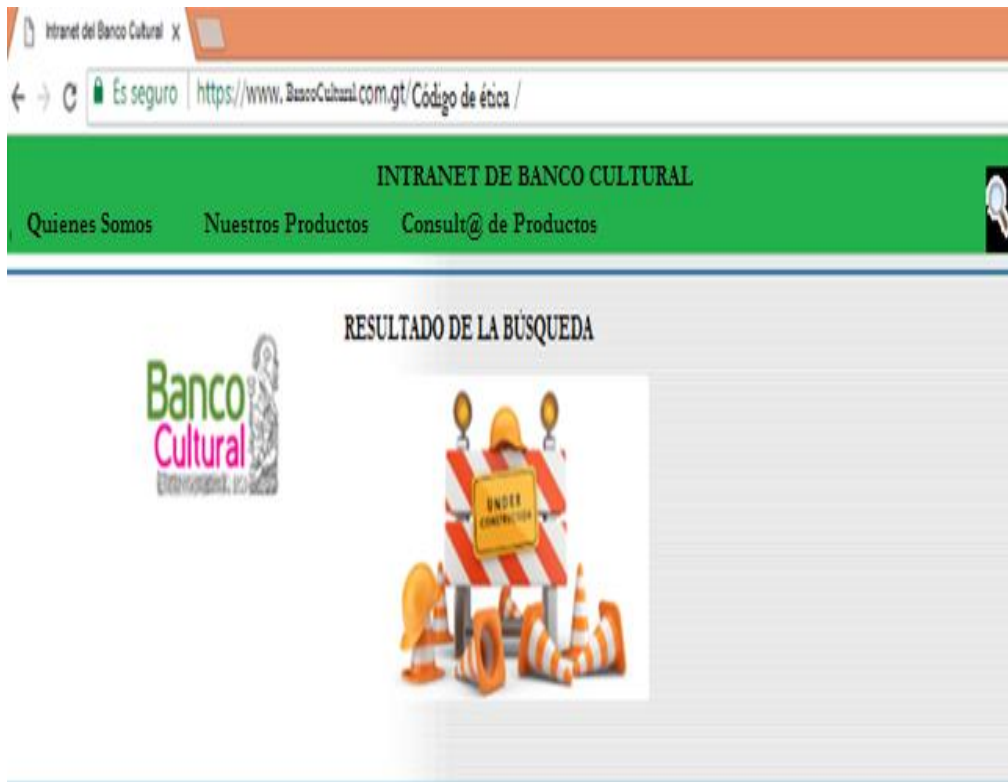 Intranet del Banco Cultural x
Es seguro https://www. BancoCultural.com.gt/Código de ética /
INTRANET DE BANCO CULTURAL
Quienes Somos Nuestros Productos Consult@ de Productos
RESULTADO DE LA BÚSQUEDA
Banco
Cultural
UNDER
CONSTRUCTION